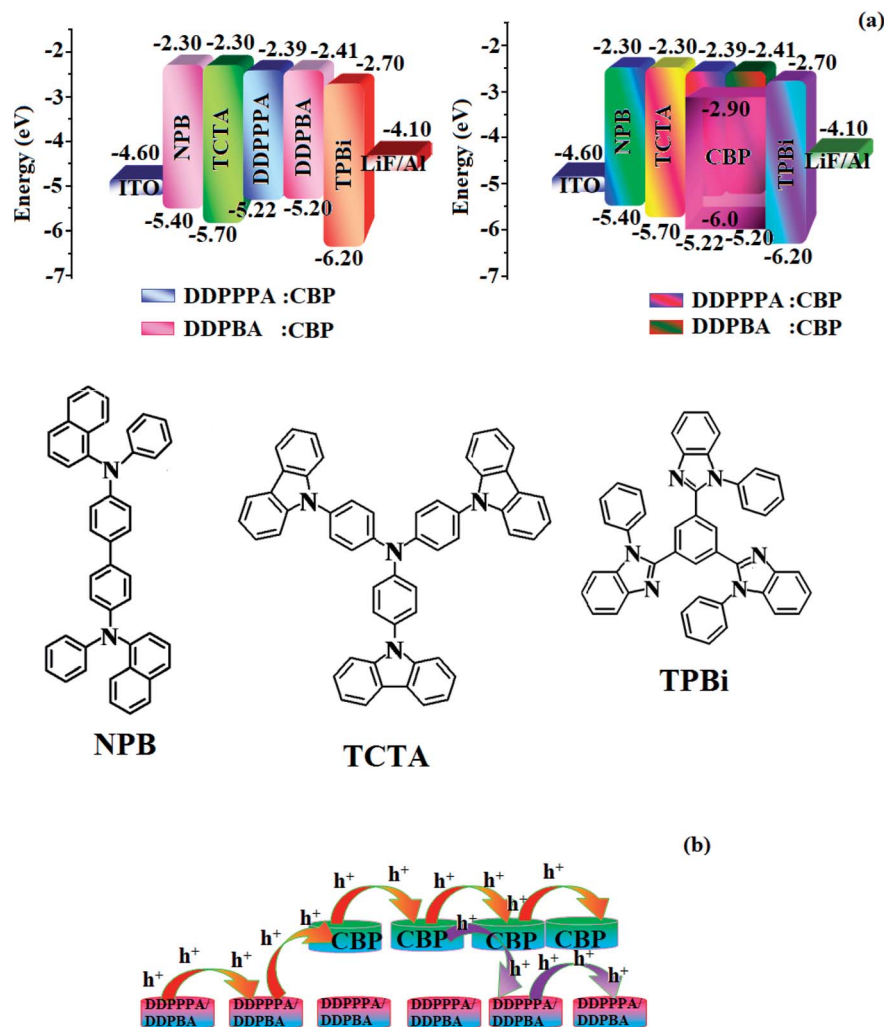 (a)
-2.30 -2.30 -2.39 -2.41
-2.70
-2
-3
-4
-5
-6
-7
Energy (eV)
-4.60
ITO
NPB
TCTA
DDPPPA
DDPBA
TPBi
-4.10
LiF/Al
-5.40
-5.70
-5.22
-5.20
-6.20
DDPPPA :CBP
DDPBA :CBP
-2.30 -2.30 -2.39 -2.41
-2.70
-2
-3
-4
-5
-6
-7
Energy (eV)
-4.60
ITO
NPB
TCTA
-2.90
CBP
-6.0
TPBi
-4.10
LiF/Al
-5.40
-5.70
-5.22
-5.20
-6.20
DDPPPA :CBP
DDPBA :CBP
N
N
NPB
N
N
N
N
TCTA
N
N
N
N
N
N
TPBi
(b)
h+ h+ h+ h+ h+ h+
h+ h+ h+
CBP CBP CBP CBP
h+ h+ h+ h+ h+ h+ h+
DDPPPA/ DDPPPA/ DDPPPA/ DDPPPA/ DDPPPA/ DDPPPA/
DDPBA DDPBA DDPBA DDPBA DDPBA DDPBA